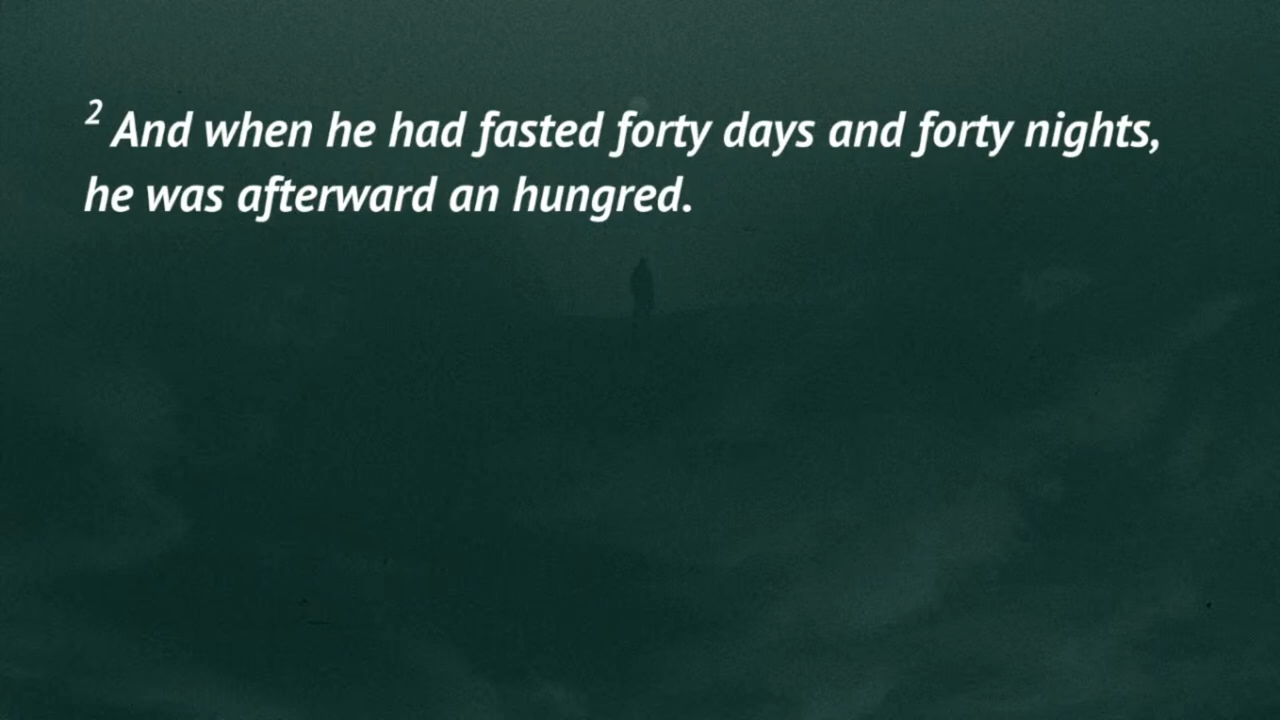 2 And when he had fasted forty days and forty nights,
he was afterward an hungred.